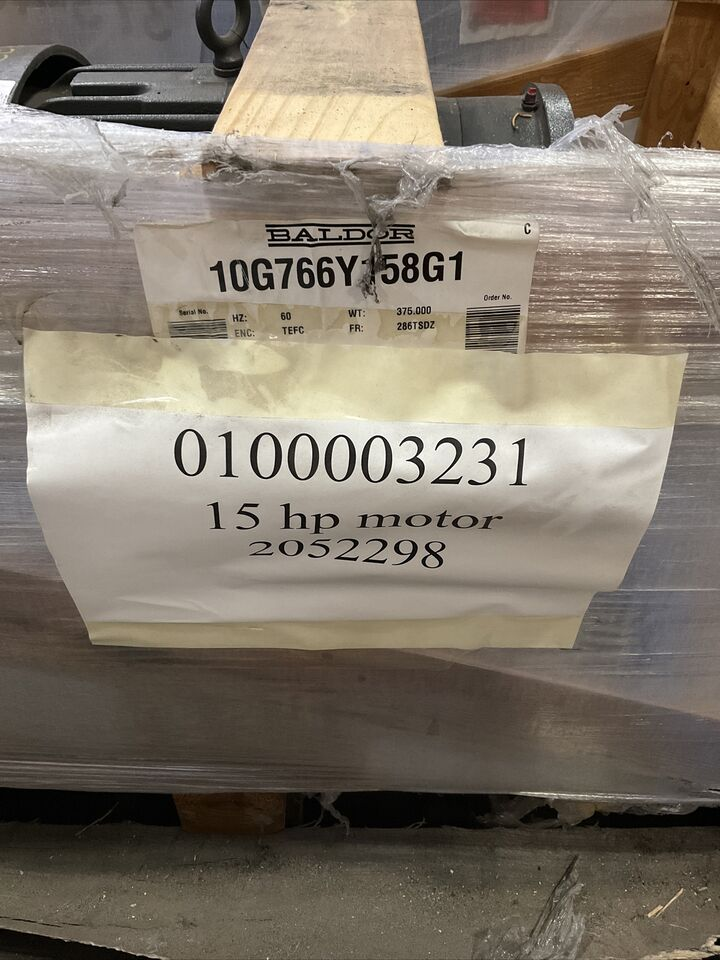 BALDOR
C
10G766Y158G1
Serial No.
HZ: 60 WT: 375.000
Order No.
ENC: TEFC FR: 286TSDZ
0100003231
15 hp motor
2052298